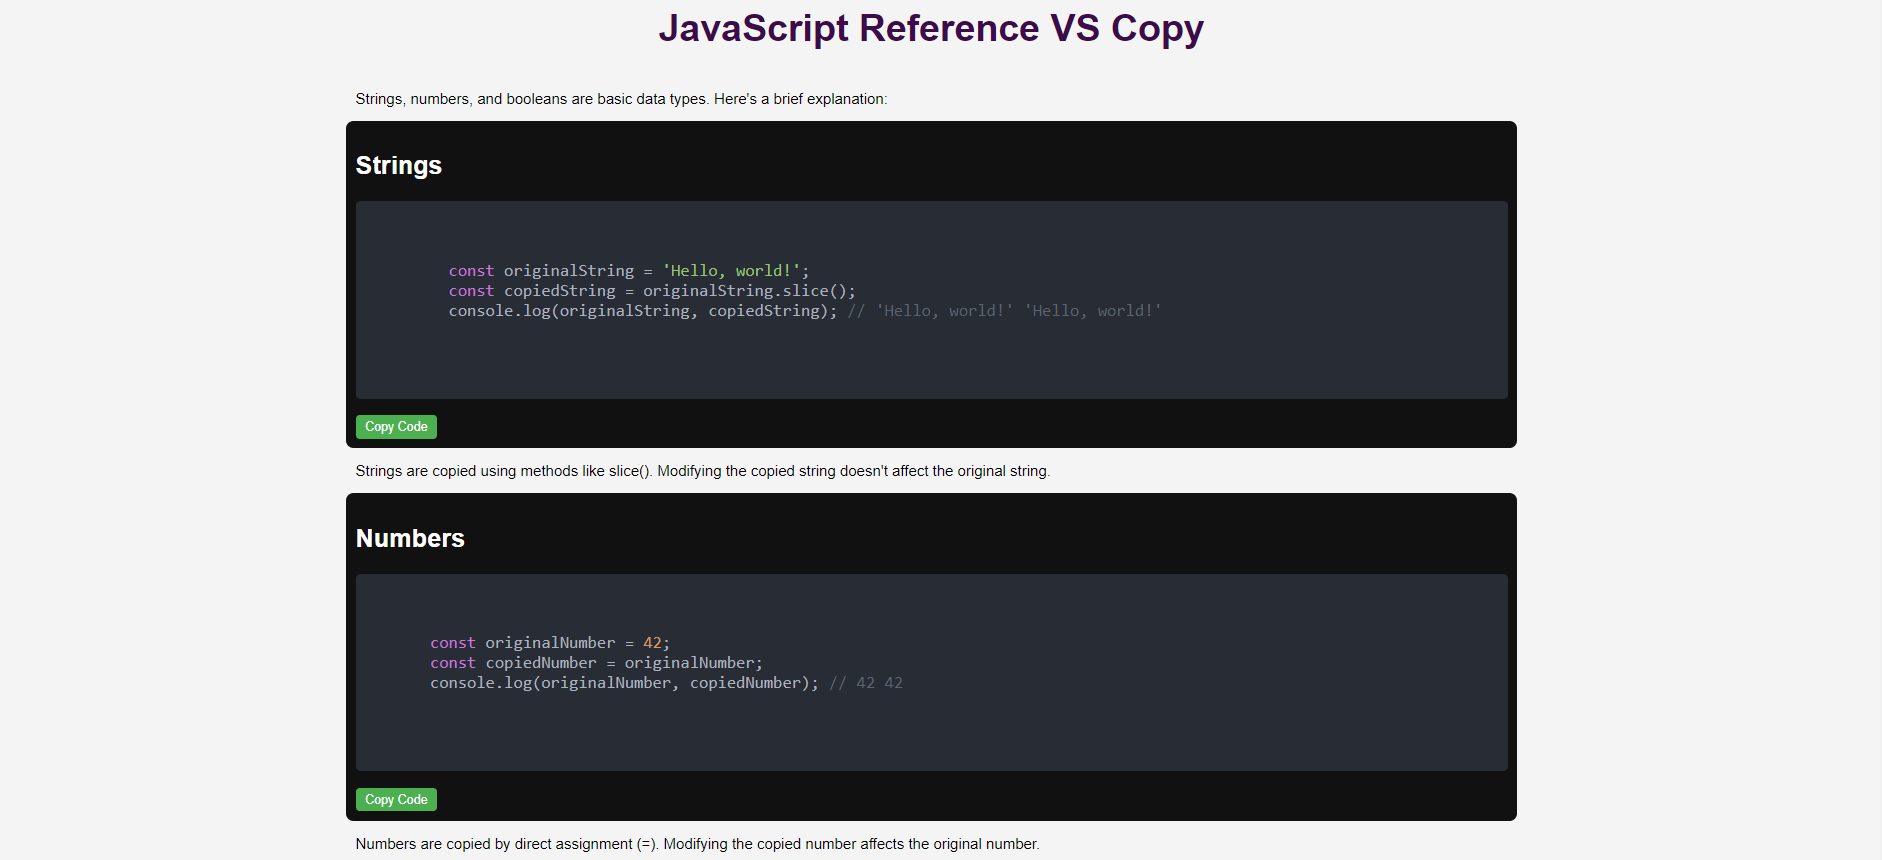 JavaScript Reference VS Copy
Strings, numbers, and booleans are basic data types. Here's a brief explanation:
Strings
const originalString = 'Hello, world!';
const copiedString = originalString.slice();
console.log(originalString, copiedString); // 'Hello, world!' 'Hello, world!'
Copy Code
Strings are copied using methods like slice(). Modifying the copied string doesn't affect the original string.
Numbers
const originalNumber = 42;
const copiedNumber = originalNumber;
console.log(originalNumber, copiedNumber); // 42 42
Copy Code
Numbers are copied by direct assignment (=). Modifying the copied number affects the original number.